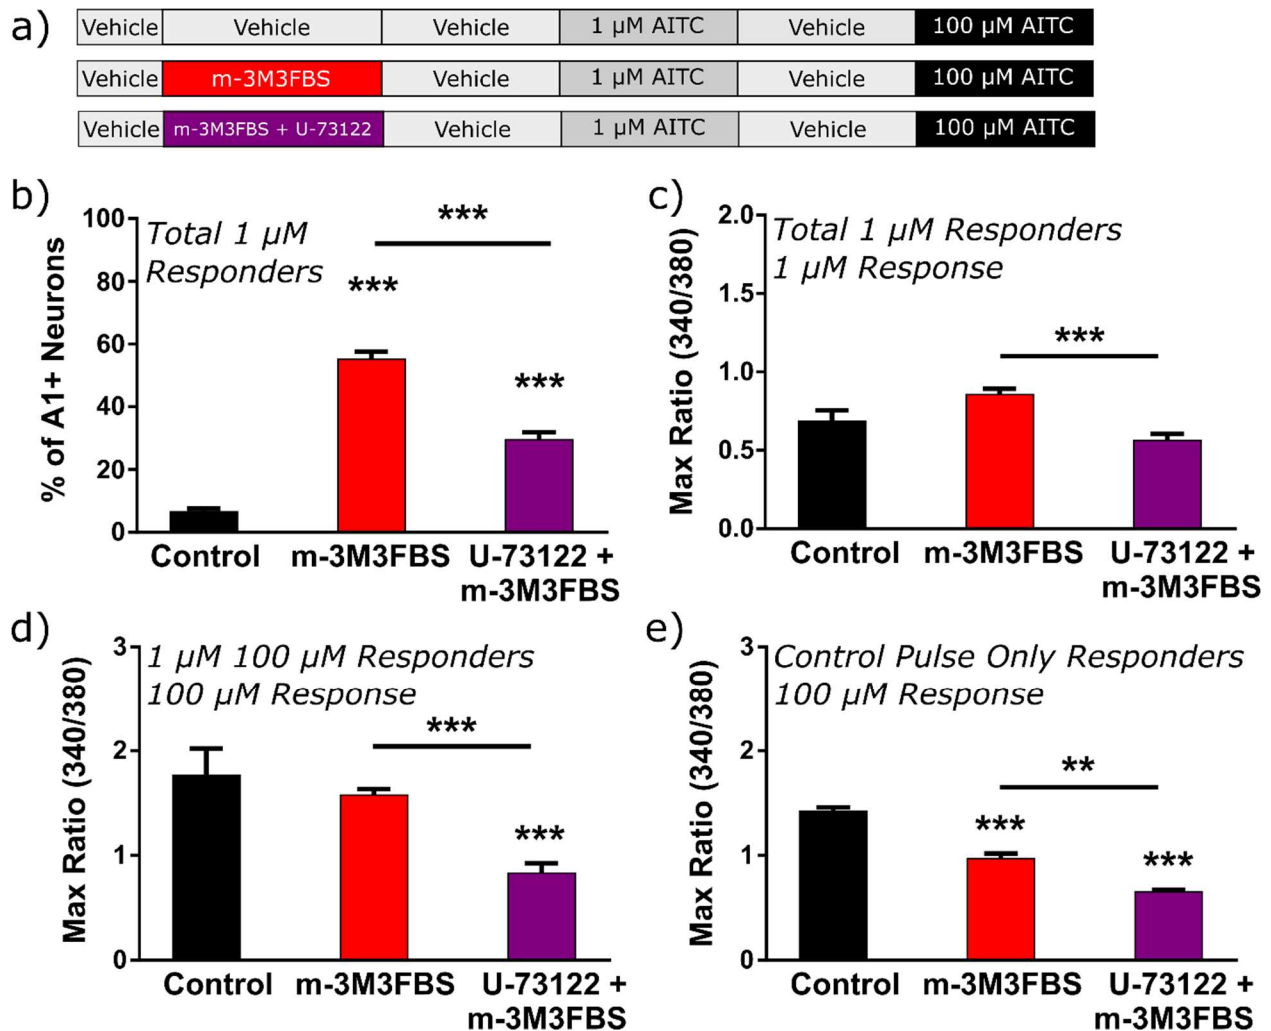 a)
Vehicle Vehicle Vehicle 1 µM AITC Vehicle 100 µM AITC
Vehicle m-3M3FBS Vehicle 1 µM AITC Vehicle 100 µM AITC
Vehicle m-3M3FBS + U-73122 Vehicle 1 µM AITC Vehicle 100 µM AITC
b)
% of A1+ Neurons
100
80
60
40
20
0
Total 1 µM
Responders
***
***
***
Control m-3M3FBS U-73122 +
m-3M3FBS
c)
Max Ratio (340/380)
2.0
1.5
1.0
0.5
0.0
Total 1 µM Responders
1 µM Response
***
Control m-3M3FBS U-73122 +
m-3M3FBS
d)
Max Ratio (340/380)
3
2
1
0
1 µM 100 µM Responders
100 µM Response
***
***
Control m-3M3FBS U-73122 +
m-3M3FBS
e)
Max Ratio (340/380)
3
2
1
0
Control Pulse Only Responders
100 µM Response
**
***
***
Control m-3M3FBS U-73122 +
m-3M3FBS